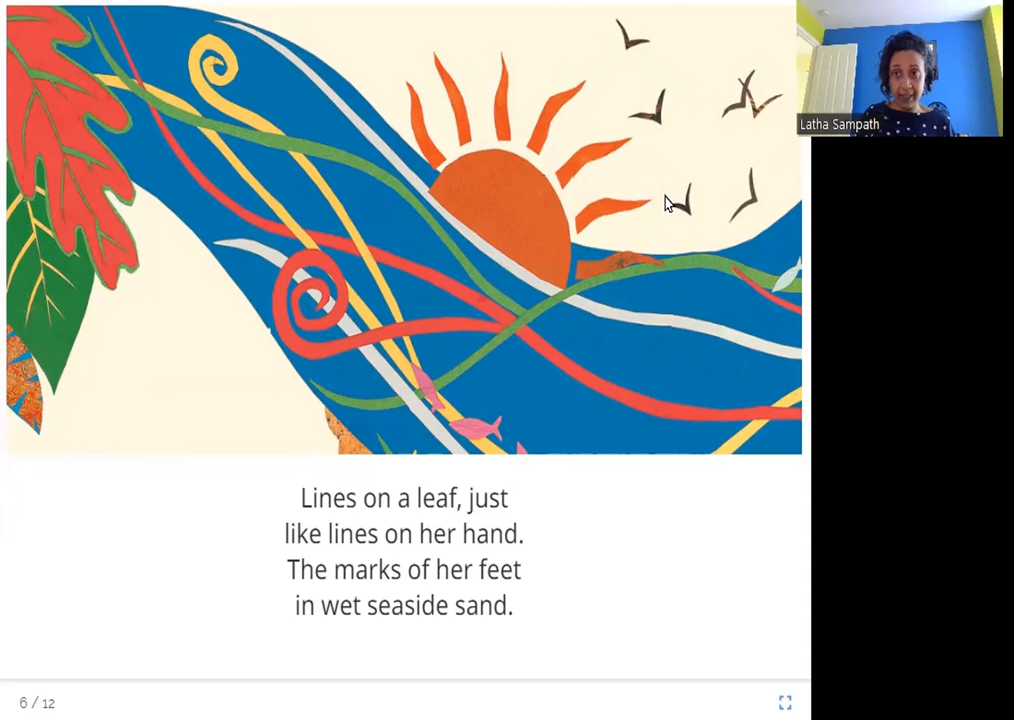 Latha Sampath
Lines on a leaf, just
like lines on her hand.
The marks of her feet
in wet seaside sand.
6 / 12